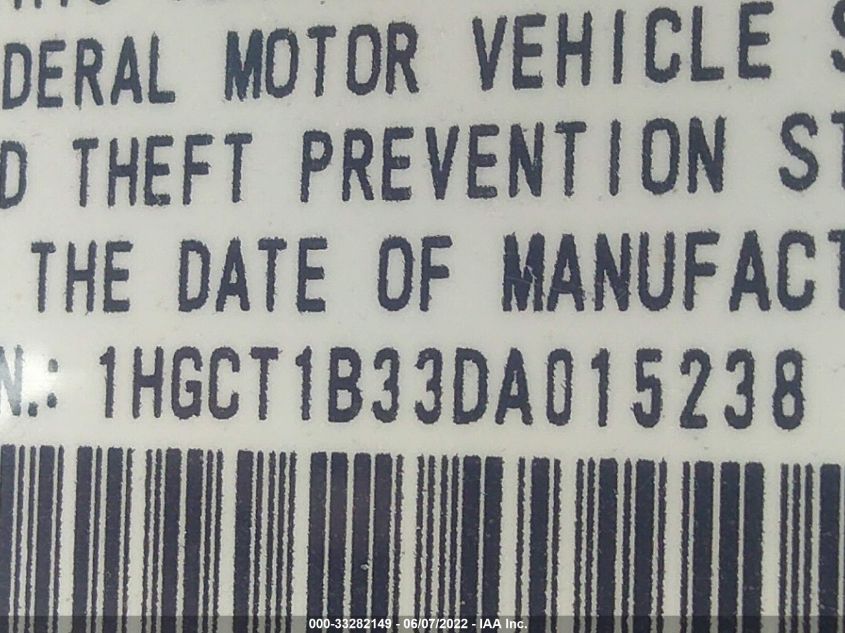 DERAL MOTOR VEHICLE S
D THEFT PREVENTION ST
THE DATE OF MANUFACT
N.: 1HGCT1B33DA015238
000-33282149 - 06/07/2022 - IAA Inc.